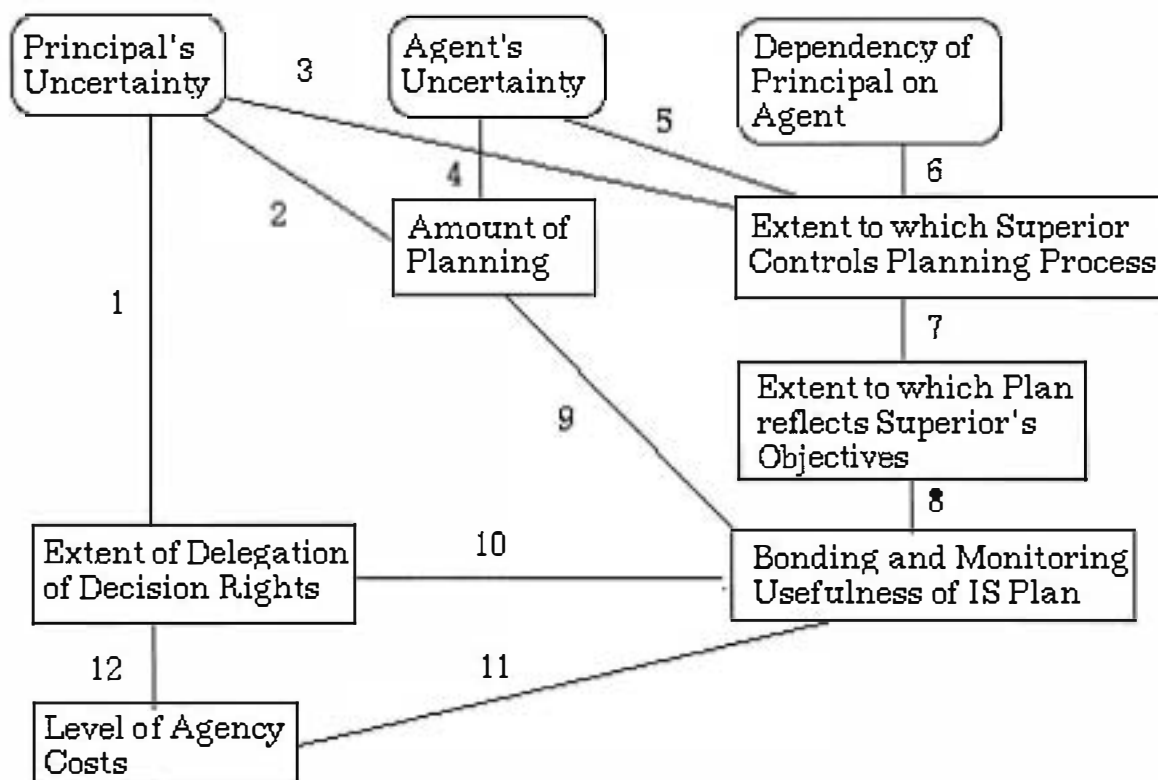 Principal's
Uncertainty
3
Agent's
Uncertainty
Dependency of
Principal on
Agent
5
4
6
2
Amount of
Planning
Extent to which Superior
Controls Planning Process
1
7
9
Extent to which Plan
reflects Superior's
Objectives
8
Extent of Delegation
of Decision Rights
10
Bonding and Monitoring
Usefulness of IS Plan
12
11
Level of Agency
Costs